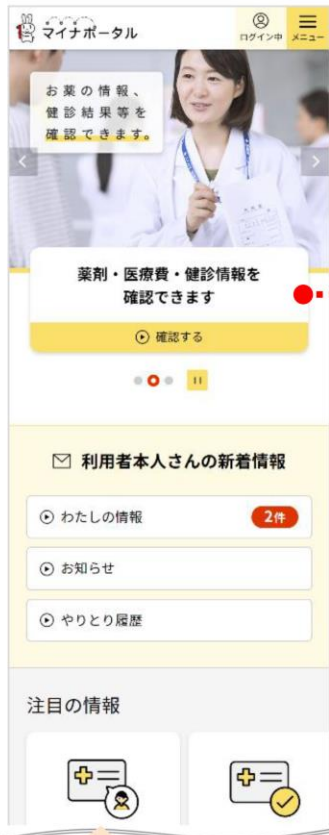 マイナポータル
ログイン中
メニュー
お薬の情報、
健診結果等を
確認できます。
薬剤・医療費・健診情報を
確認できます
確認する
利用者本人さんの新着情報
わたしの情報
2件
お知らせ
やりとり履歴
注目の情報